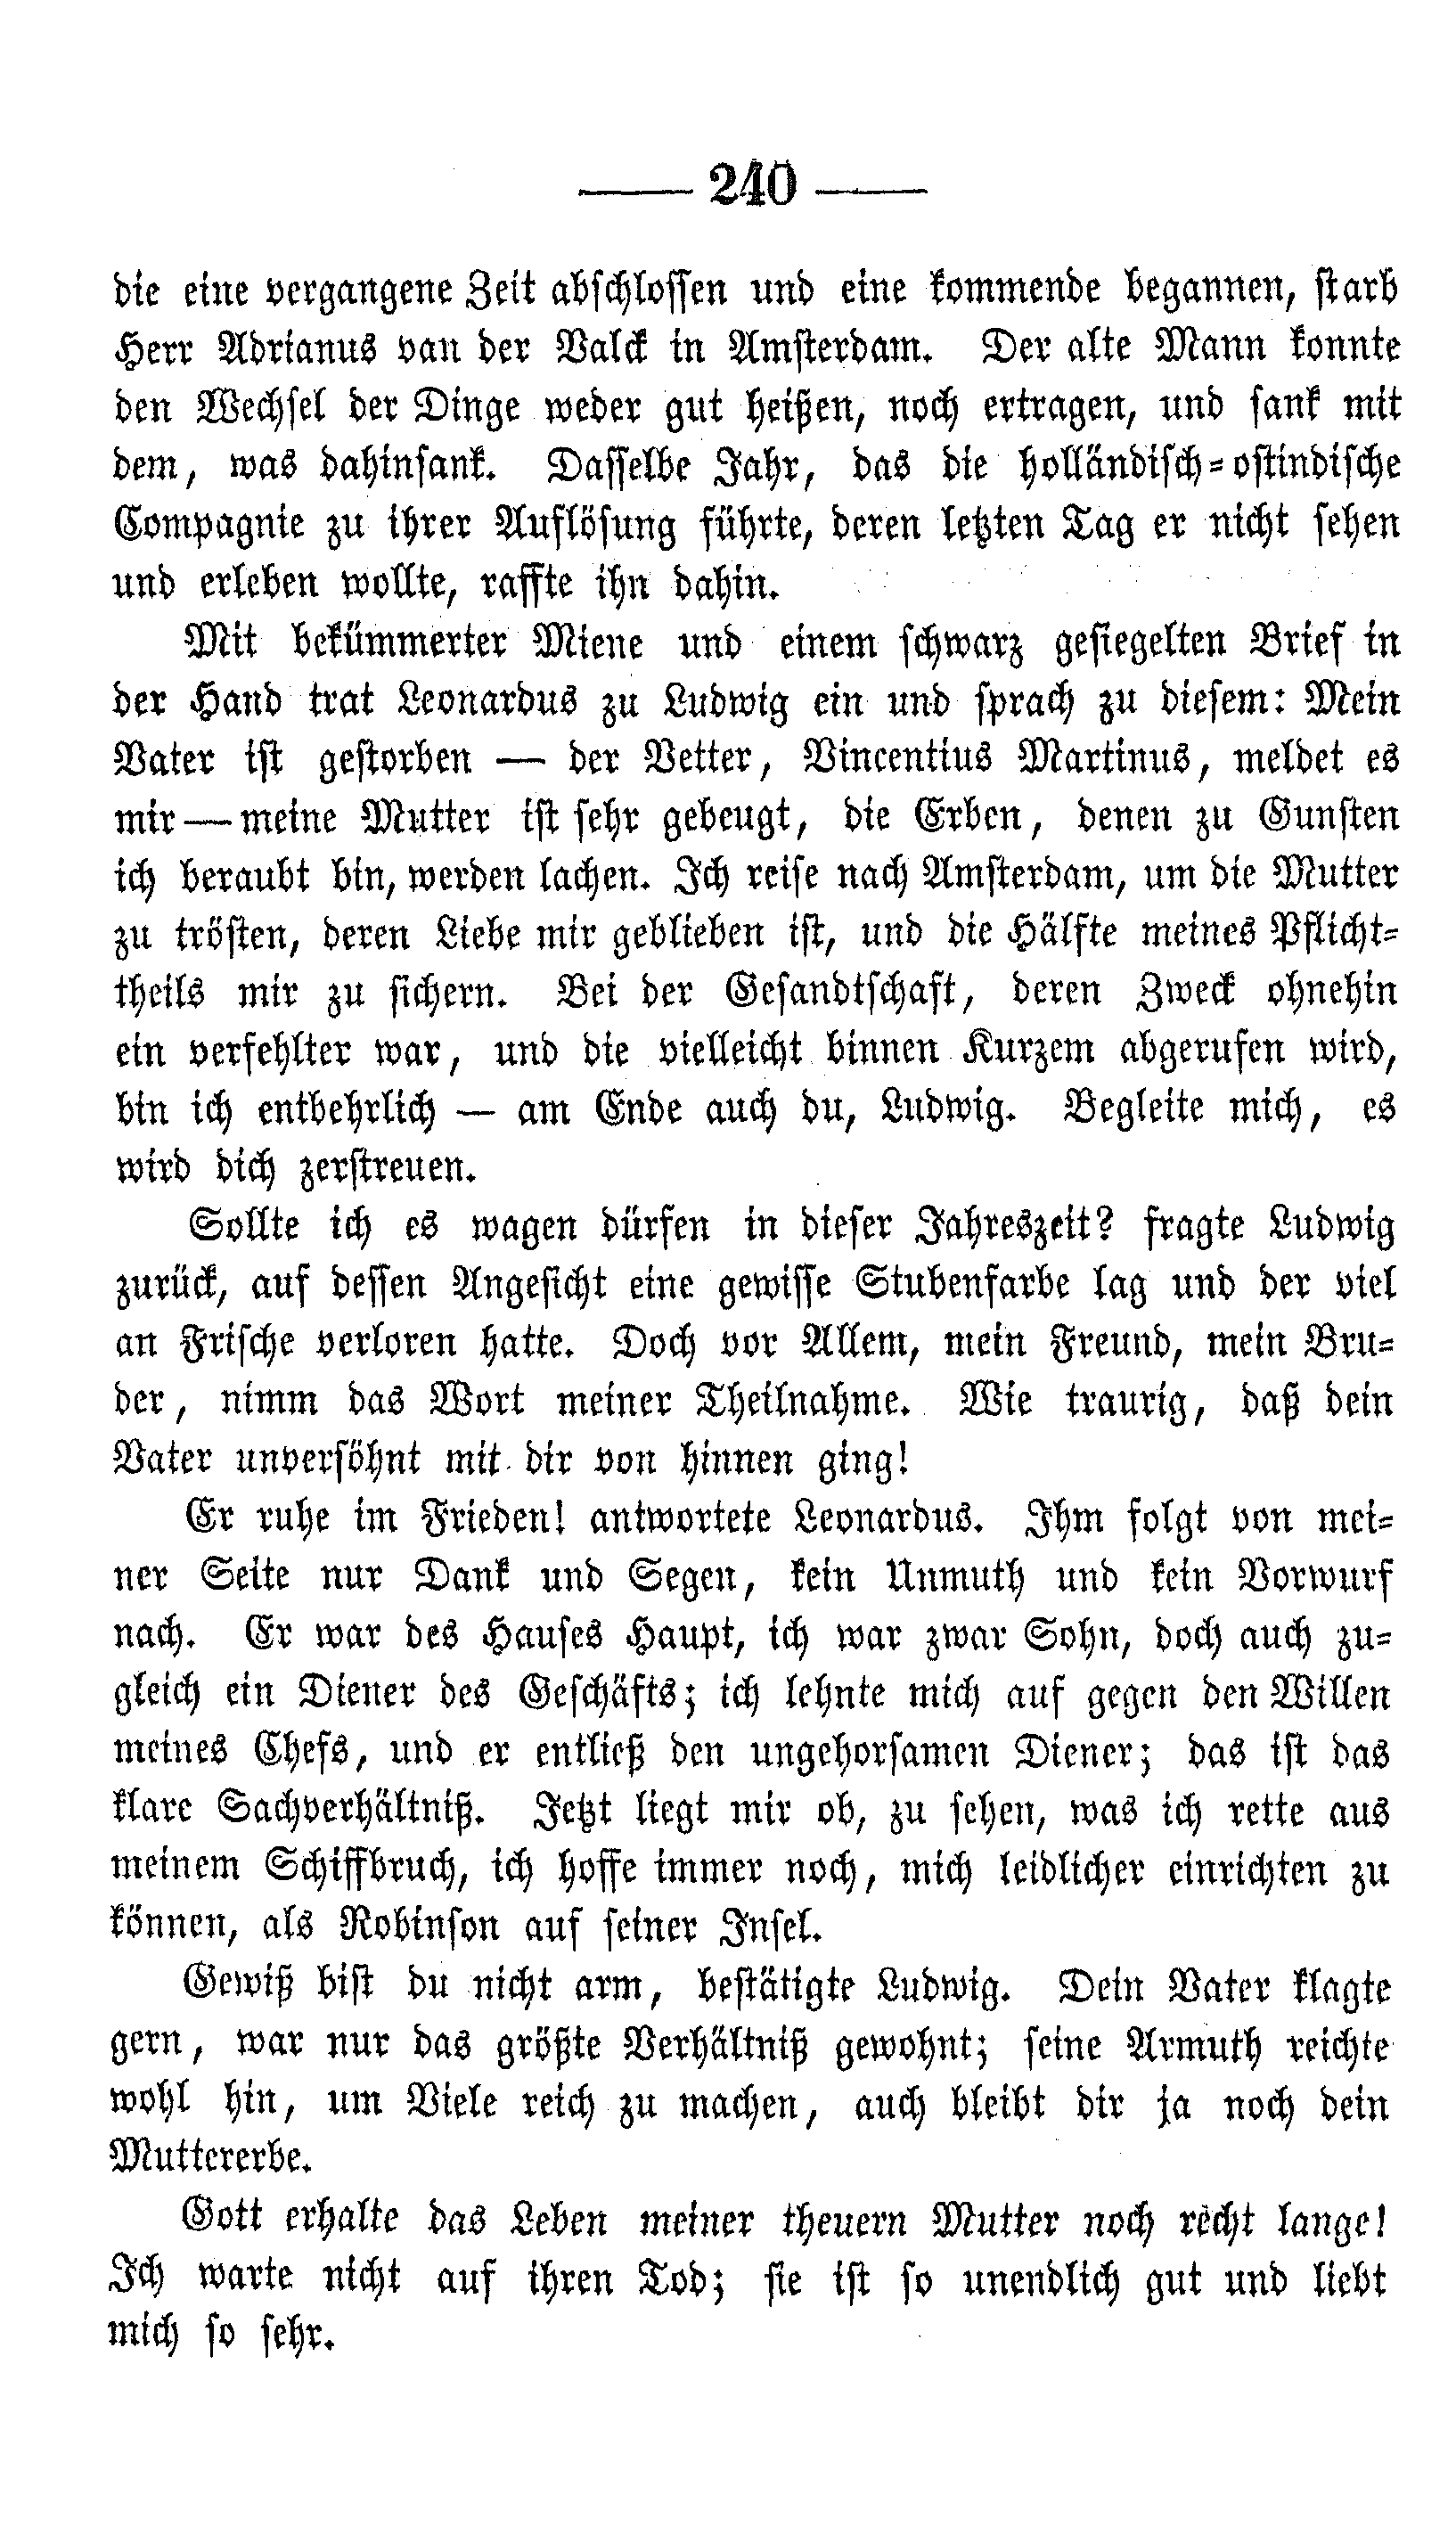 — 240 —
die eine vergangene Zeit abschlossen und eine kommende begannen, starb
Herr Adrianus van der Valck in Amsterdam. Der alte Mann konnte
den Wechsel der Dinge weder gut heißen, noch ertragen, und sank mit
dem, was dahinsank. Dasselbe Jahr, das die holländisch-ostindische
Compagnie zu ihrer Auflösung führte, deren letzten Tag er nicht sehen
und erleben wollte, raffte ihn dahin.
Mit bekümmerter Miene und einem schwarz gesiegelten Brief in
der Hand trat Leonardus zu Ludwig ein und sprach zu diesem: Mein
Vater ist gestorben — der Vetter, Vincentius Martinus, meldet es
mir — meine Mutter ist sehr gebeugt, die Erben, denen zu Gunsten
ich beraubt bin, werden lachen. Ich reise nach Amsterdam, um die Mutter
zu trösten, deren Liebe mir geblieben ist, und die Hälfte meines Pflicht-
theils mir zu sichern. Bei der Gesandtschaft, deren Zweck ohnehin
ein verfehlter war, und die vielleicht binnen Kurzem abgerufen wird,
bin ich entbehrlich — am Ende auch du, Ludwig. Begleite mich, es
wird dich zerstreuen.
Sollte ich es wagen dürfen in dieser Jahreszeit? fragte Ludwig
zurück, auf dessen Angesicht eine gewisse Stubenfarbe lag und der viel
an Frische verloren hatte. Doch vor Allem, mein Freund, mein Bru-
der, nimm das Wort meiner Theilnahme. Wie traurig, daß dein
Vater unversöhnt mit dir von hinnen ging!
Er ruhe im Frieden! antwortete Leonardus. Ihm folgt von mei-
ner Seite nur Dank und Segen, kein Unmuth und kein Vorwurf
nach. Er war des Hauses Haupt, ich war zwar Sohn, doch auch zu-
gleich ein Diener des Geschäfts; ich lehnte mich auf gegen den Willen
meines Chefs, und er entließ den ungehorsamen Diener; das ist das
klare Sachverhältniß. Jetzt liegt mir ob, zu sehen, was ich rette aus
meinem Schiffbruch, ich hoffe immer noch, mich leidlicher einrichten zu
können, als Robinson auf seiner Insel.
Gewiß bist du nicht arm, bestätigte Ludwig. Dein Vater klagte
gern, war nur das größte Verhältniß gewohnt; seine Armuth reichte
wohl hin, um Viele reich zu machen, auch bleibt dir ja noch dein
Muttererbe.
Gott erhalte das Leben meiner theuern Mutter noch recht lange!
Ich warte nicht auf ihren Tod; sie ist so unendlich gut und liebt
mich so sehr.